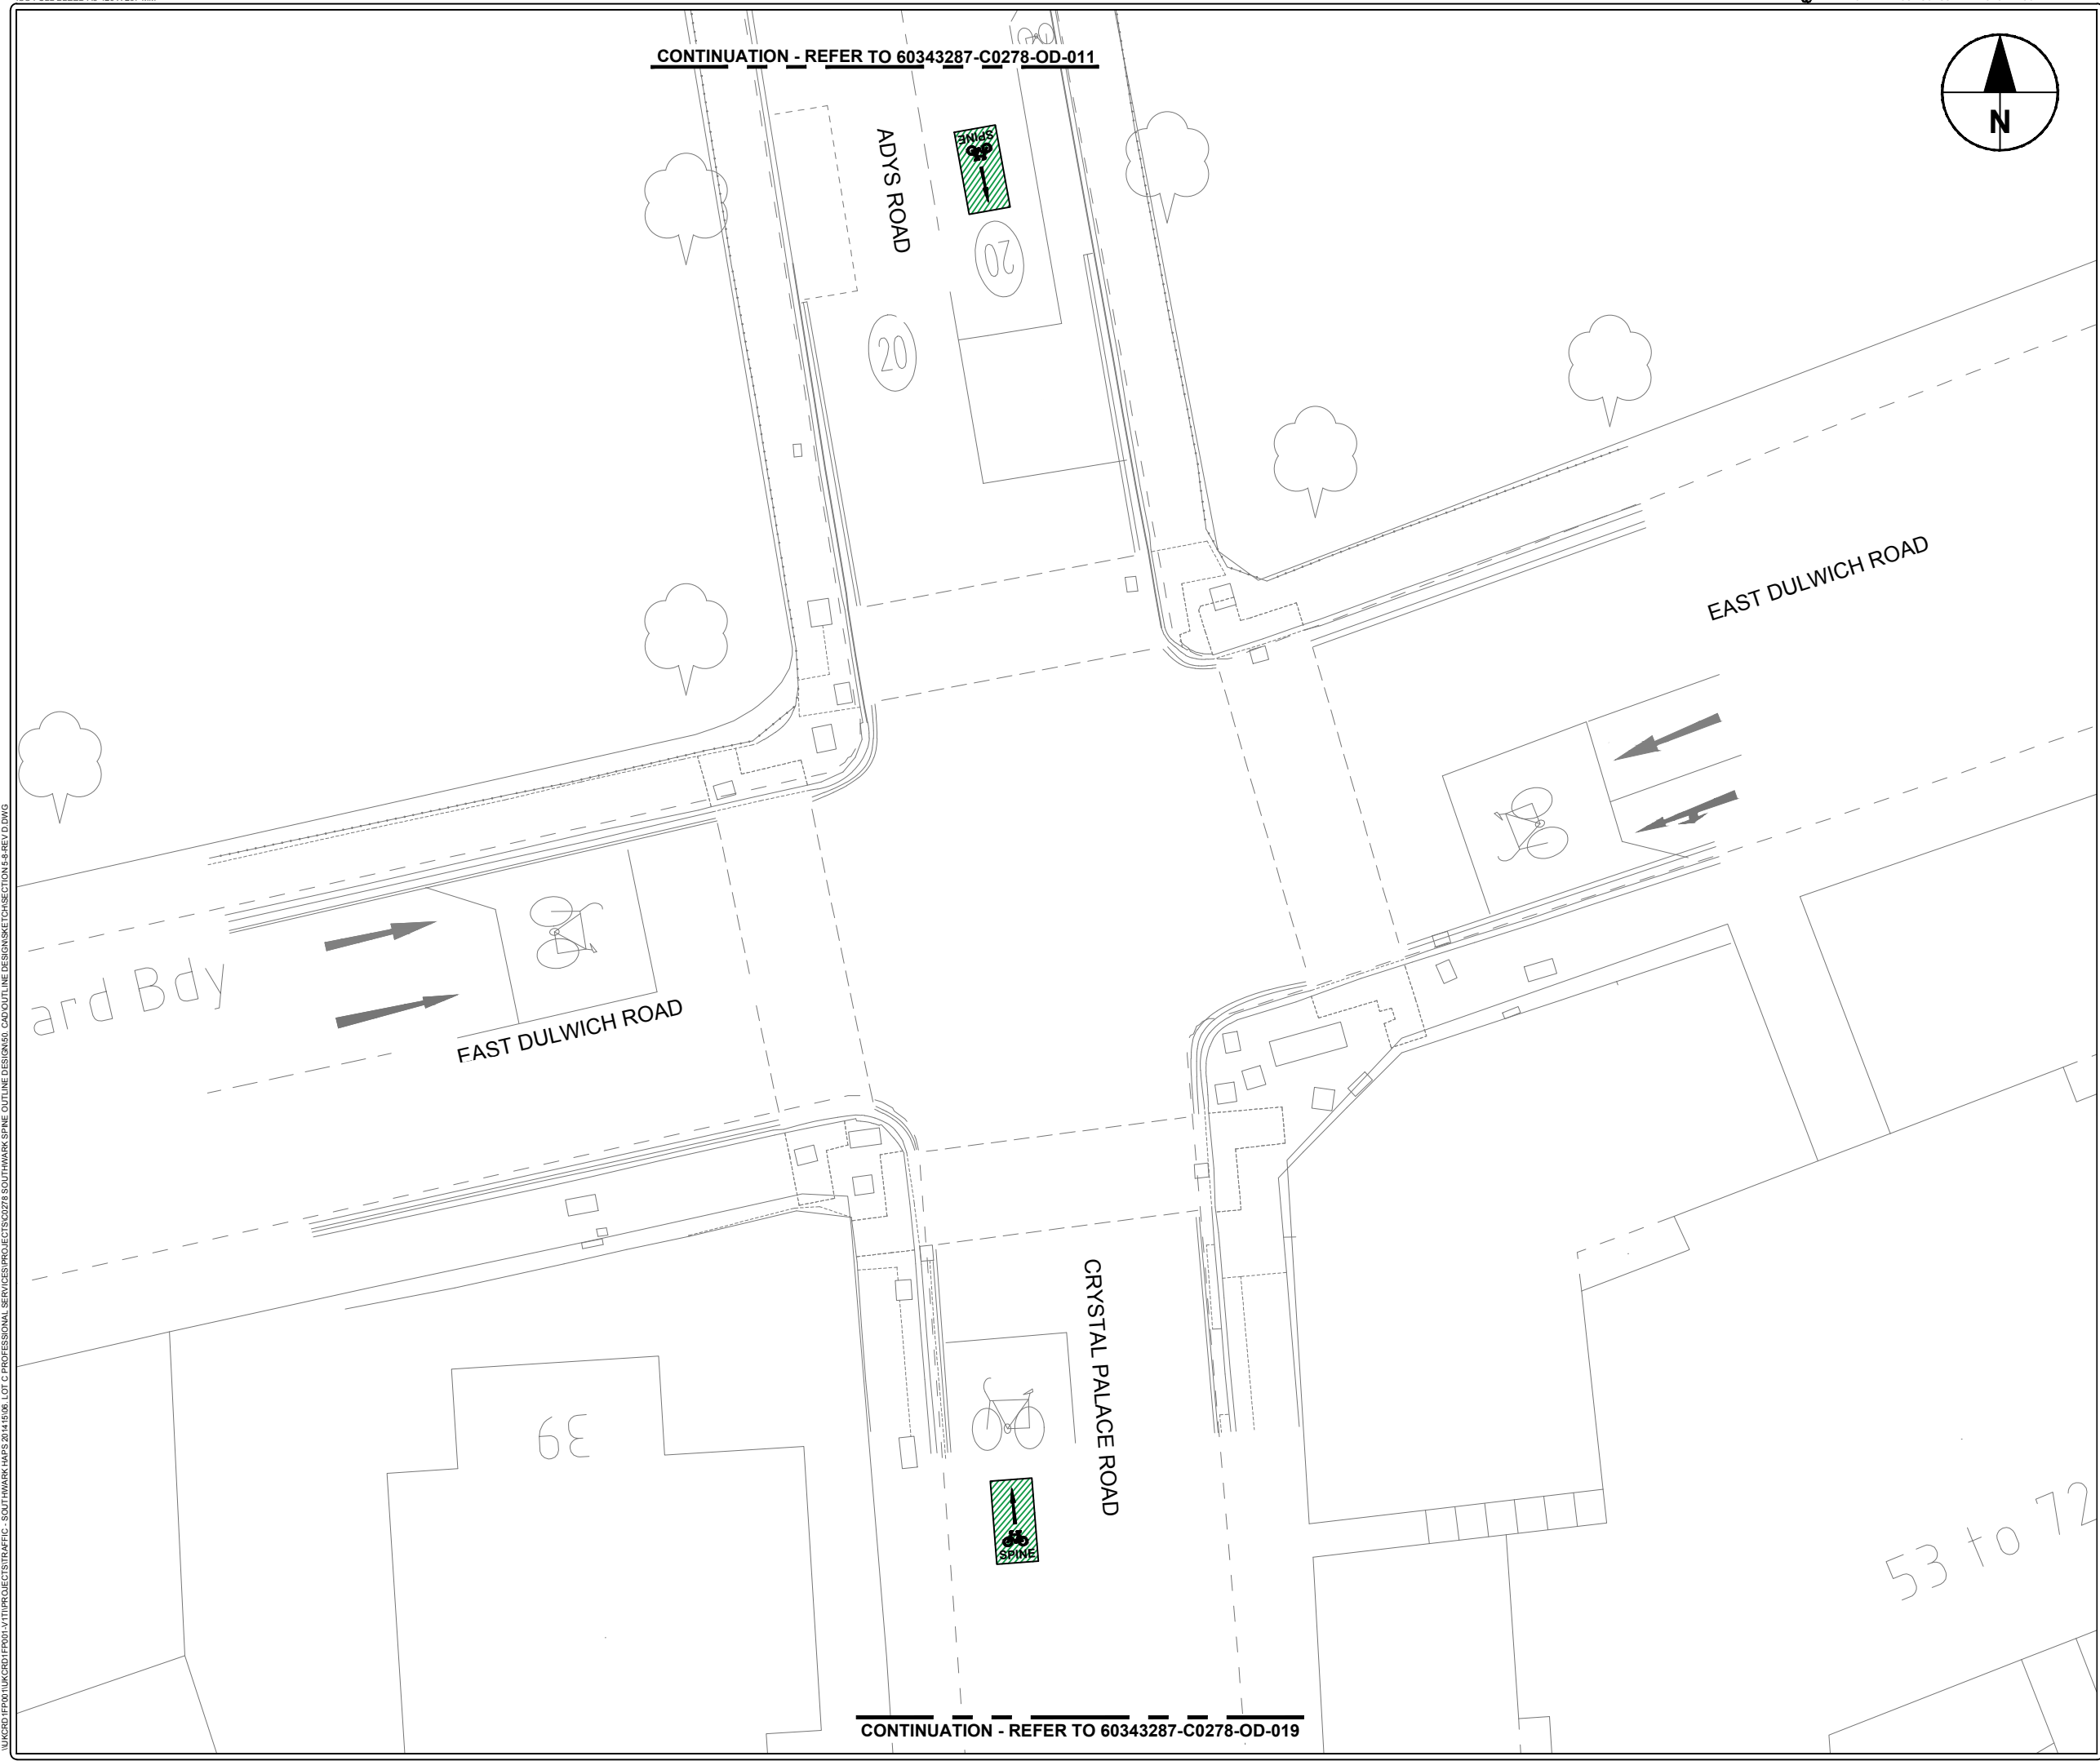 CONTINUATION - REFER TO 60343287-C0278-OD-011
N
SPINE
ADYS ROAD
20
20
EAST DULWICH ROAD
ard Bdy
EAST DULWICH ROAD
CRYSTAL PALACE ROAD
39
SPINE
53 to 72
CONTINUATION - REFER TO 60343287-C0278-OD-019